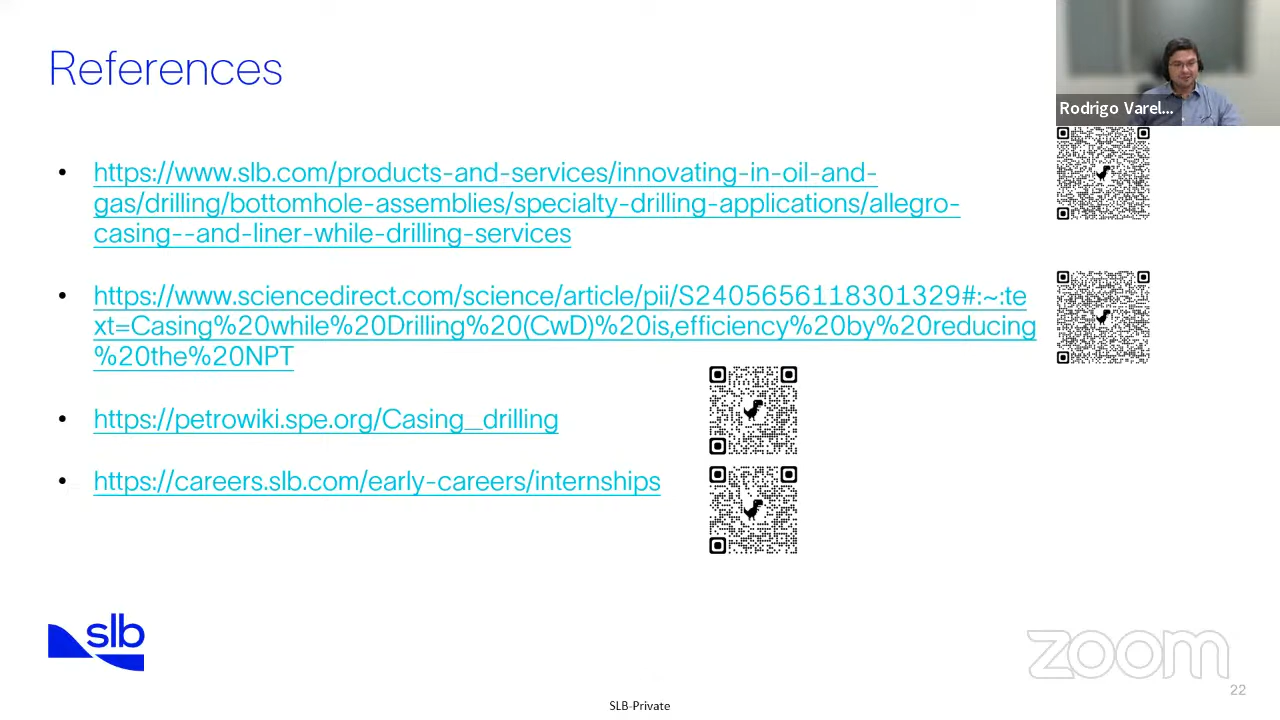 References
Rodrigo Varel...
• https://www.slb.com/products-and-services/innovating-in-oil-and-
gas/drilling/bottomhole-assemblies/specialty-drilling-applications/allegro-
casing--and-liner-while-drilling-services
• https://www.sciencedirect.com/science/article/pii/S2405656118301329#:~:te
xt=Casing%20while%20Drilling%20(CwD)%20is,efficiency%20by%20reducing
%20the%20NPT
• https://petrowiki.spe.org/Casing_drilling
• https://careers.slb.com/early-careers/internships
slb
zoom
22
SLB-Private